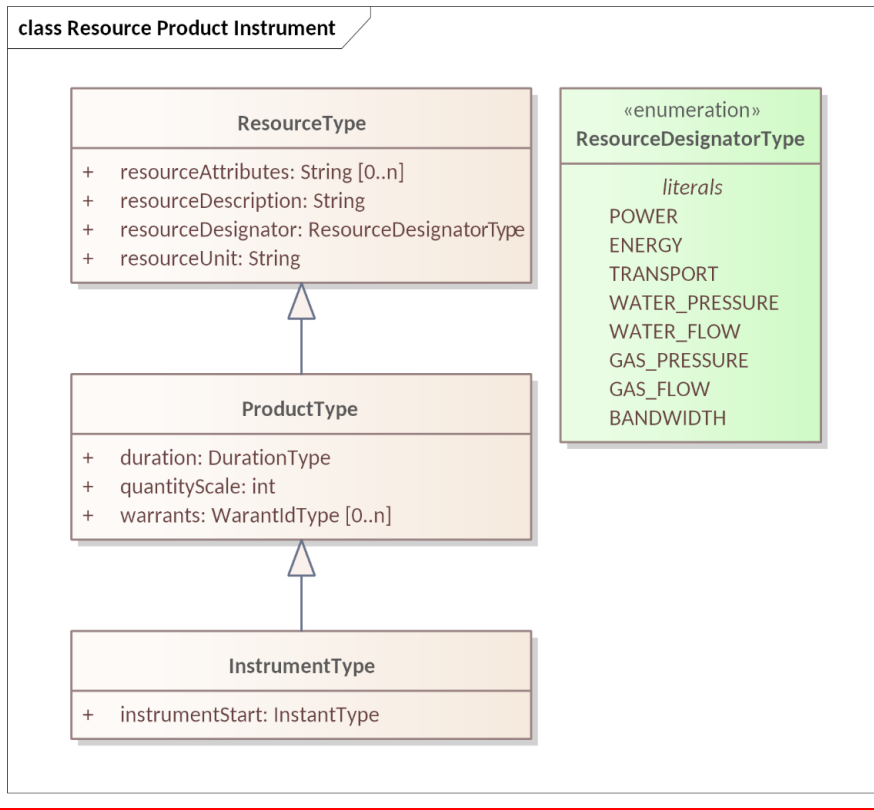 class Resource Product Instrument
ResourceType
+ resourceAttributes: String [0..n]
+ resourceDescription: String
+ resourceDesignator: ResourceDesignatorType
+ resourceUnit: String
«enumeration»
ResourceDesignatorType
literals
POWER
ENERGY
TRANSPORT
WATER_PRESSURE
WATER_FLOW
GAS_PRESSURE
GAS_FLOW
BANDWIDTH
ProductType
+ duration: DurationType
+ quantityScale: int
+ warrants: WarantIdType [0..n]
InstrumentType
+ instrumentStart: InstantType